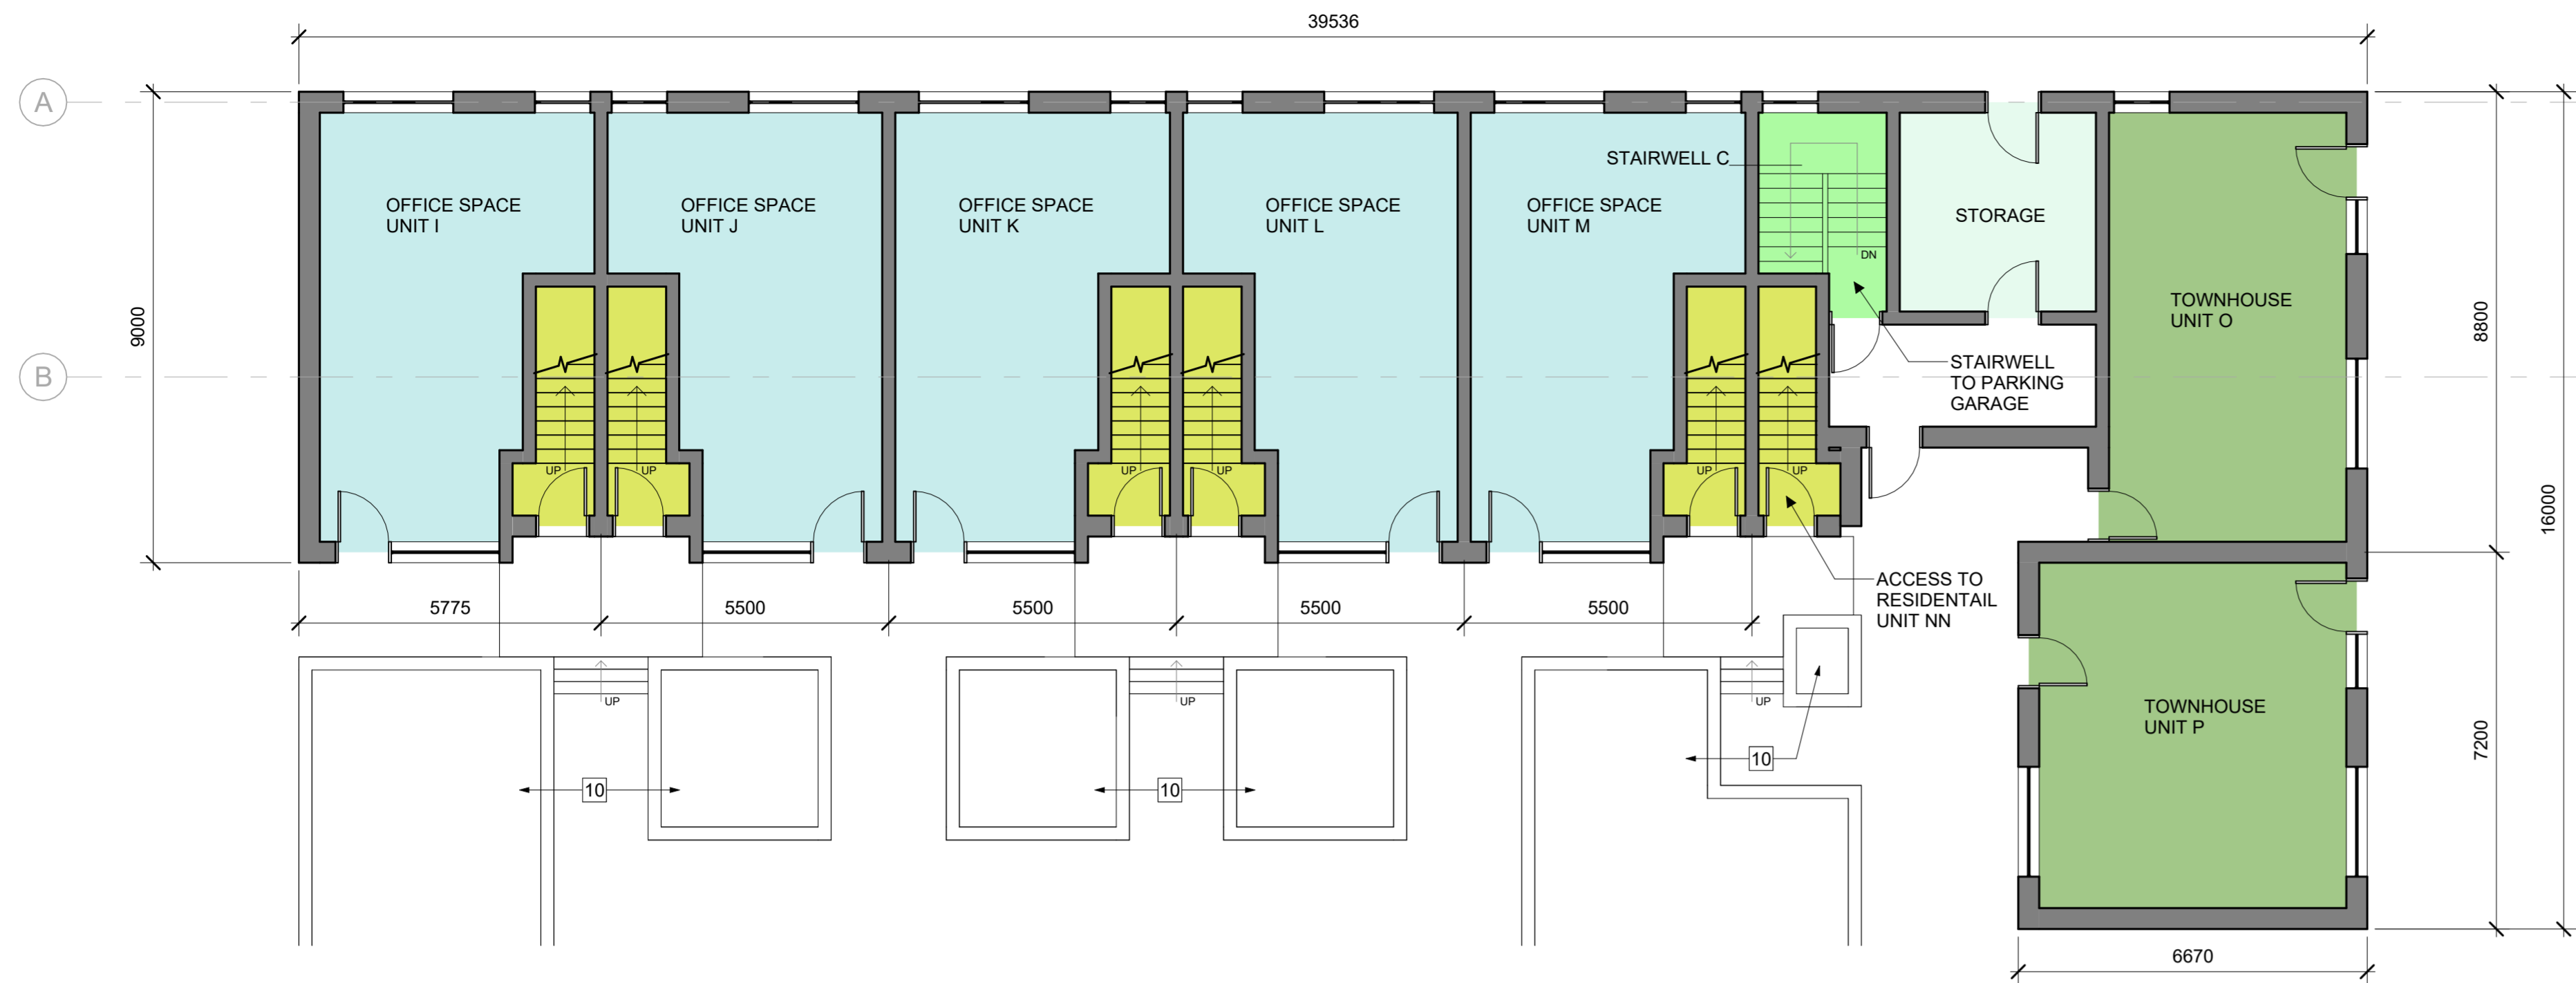 39536
A
STAIRWELL C
OFFICE SPACE
UNIT I
OFFICE SPACE
UNIT J
OFFICE SPACE
UNIT K
OFFICE SPACE
UNIT L
OFFICE SPACE
UNIT M
STORAGE
DN
TOWNHOUSE
UNIT O
9000
8800
B
STAIRWELL
TO PARKING
GARAGE
UP
UP
UP
UP
UP
UP
16000
ACCESS TO
RESIDENTAIL
UNIT NN
5775
5500
5500
5500
5500
UP
UP
UP
TOWNHOUSE
UNIT P
7200
10
10
10
6670